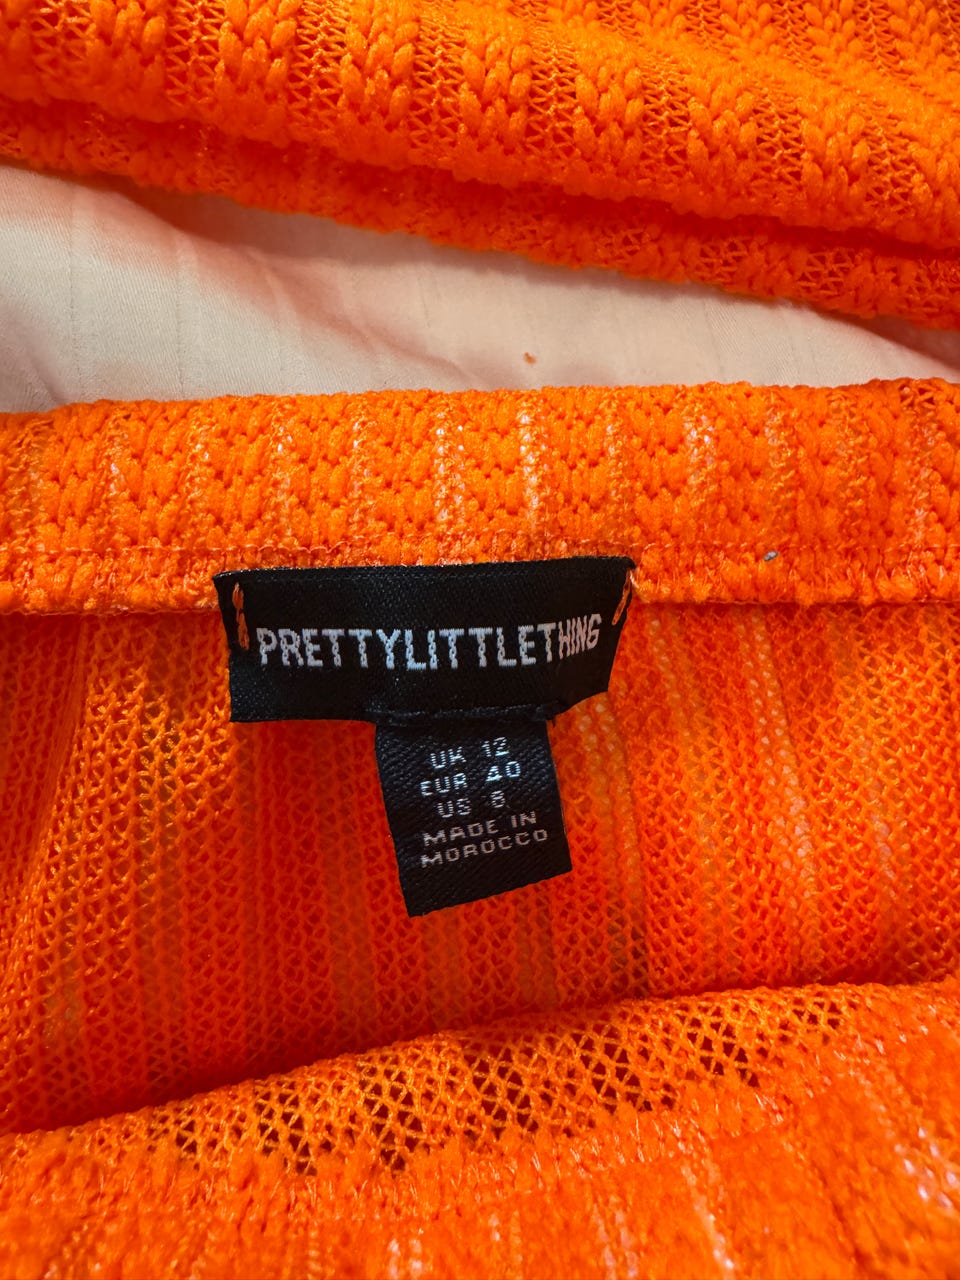 PRETTYLITTLETHING
UK 12
EUR 40
US 8
MADE IN
MOROCCO